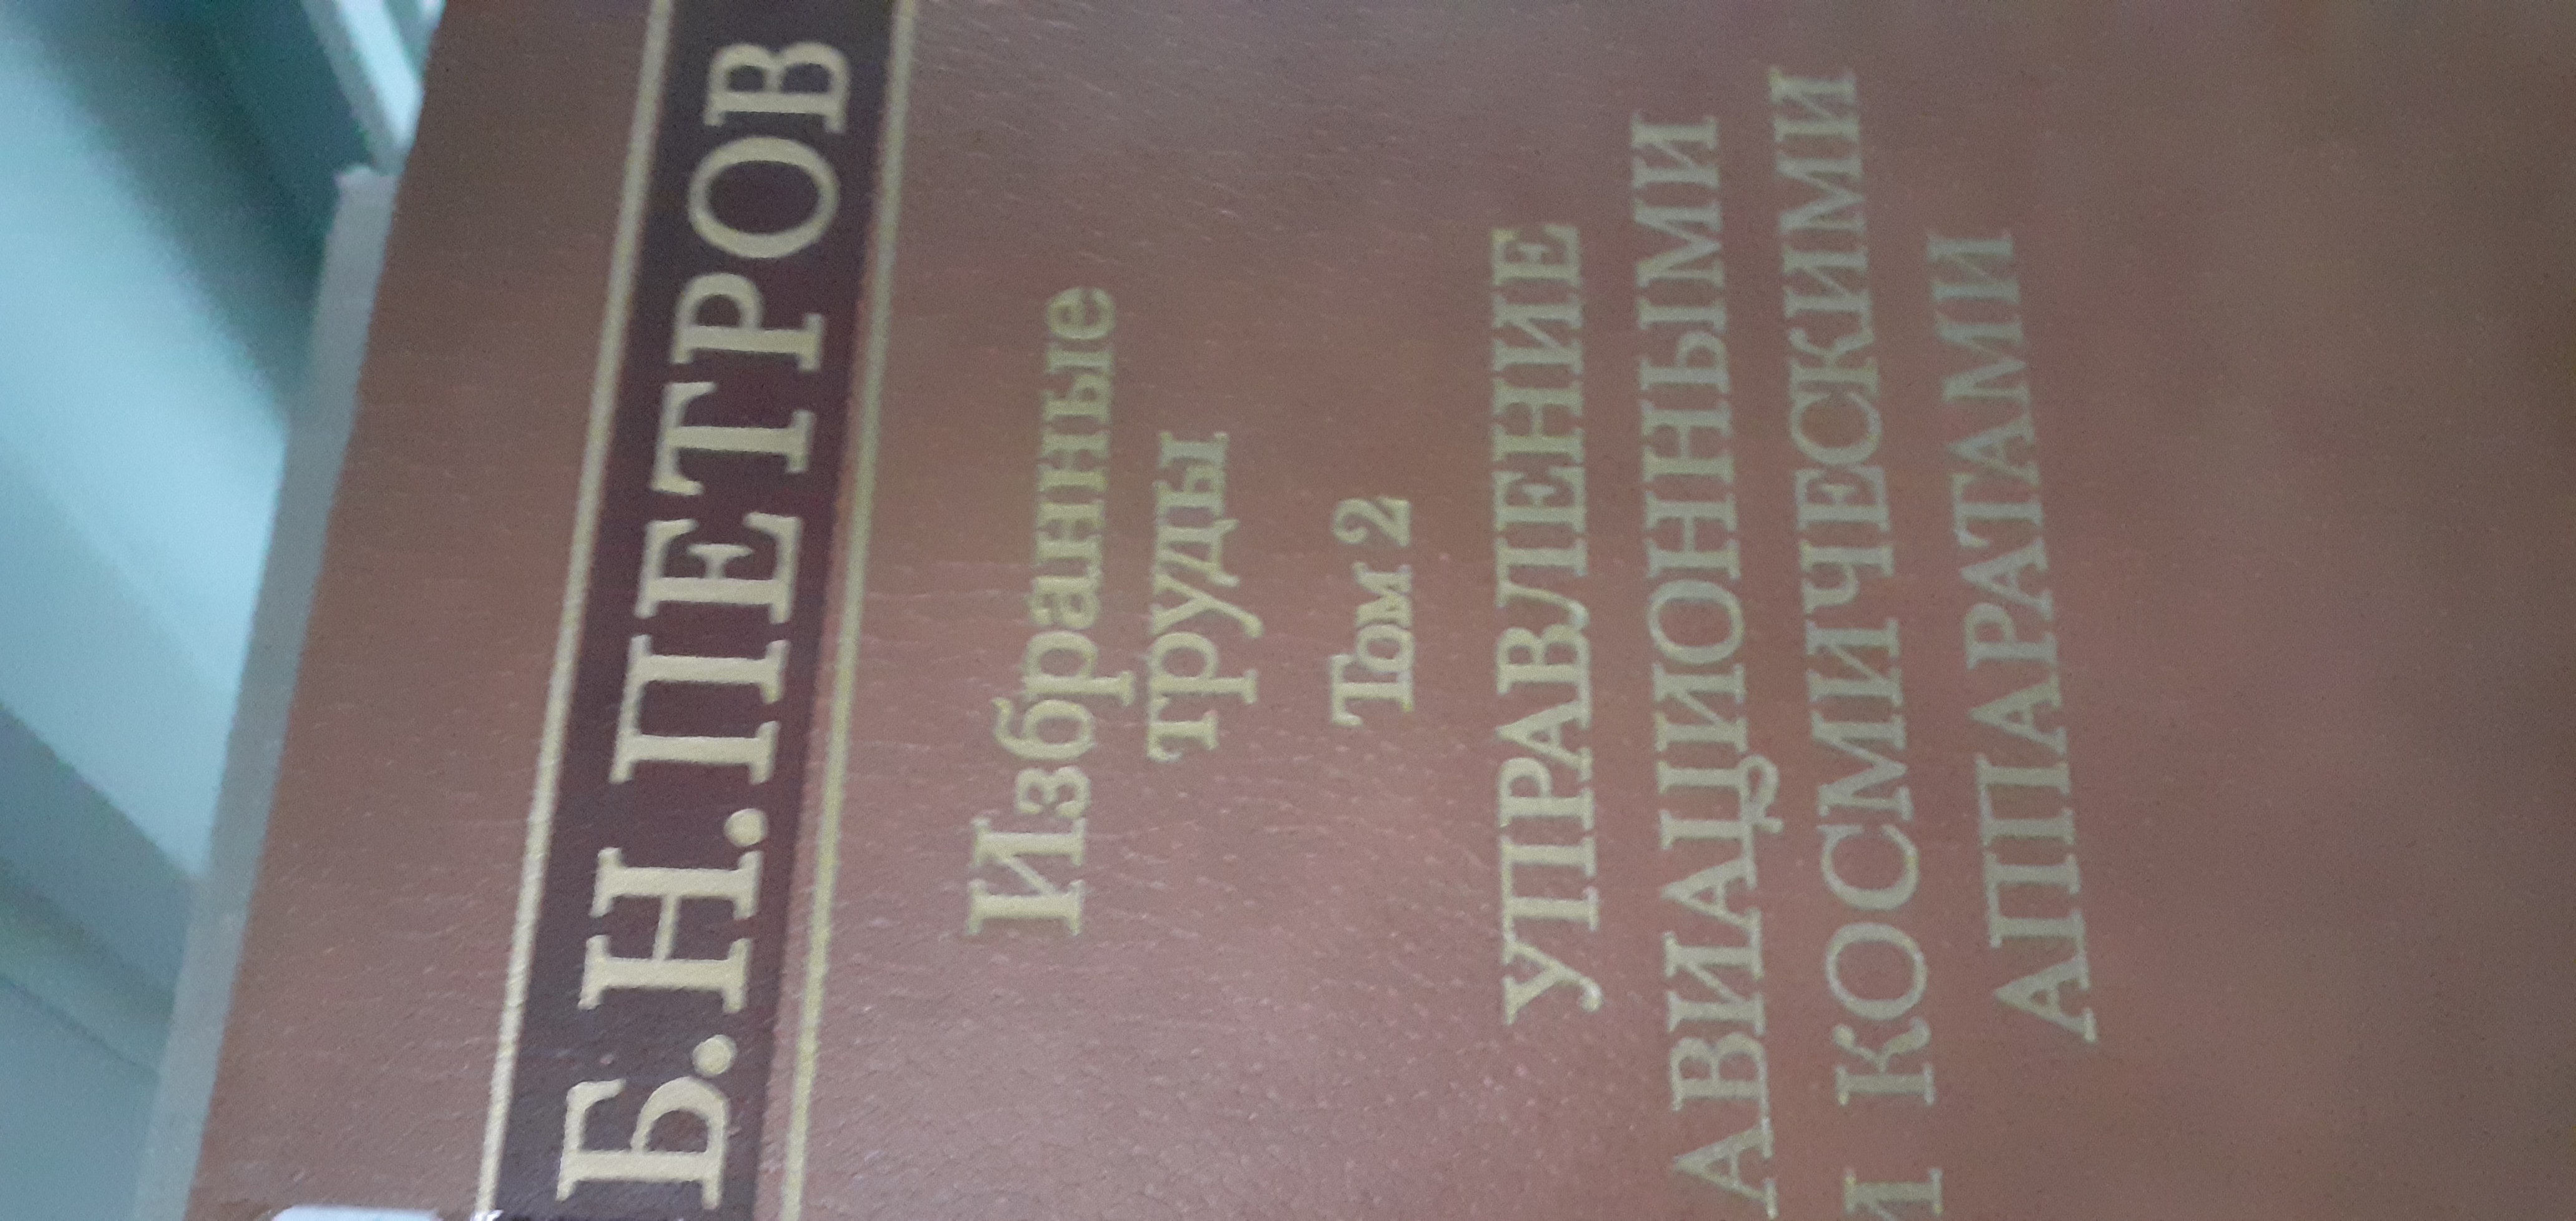 Б.Н.ПЕТРОВ
Избранные
труды
Том 2
УПРАВЛЕНИЕ
АВИАЦИОННЫМИ
И КОСМИЧЕСКИМИ
АППАРАТАМИ